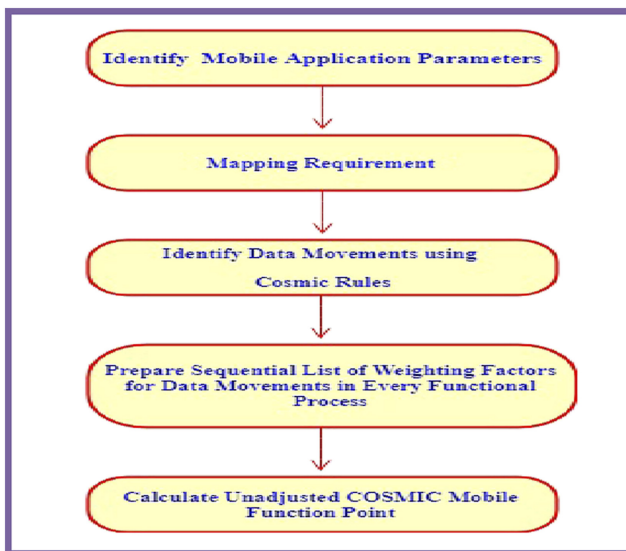 Identify Mobile Application Parameters
Mapping Requirement
Identify Data Movements using
Cosmic Rules
Prepare Sequential List of Weighting Factors
for Data Movements in Every Functional
Process
Calculate Unadjusted COSMIC Mobile
Function Point